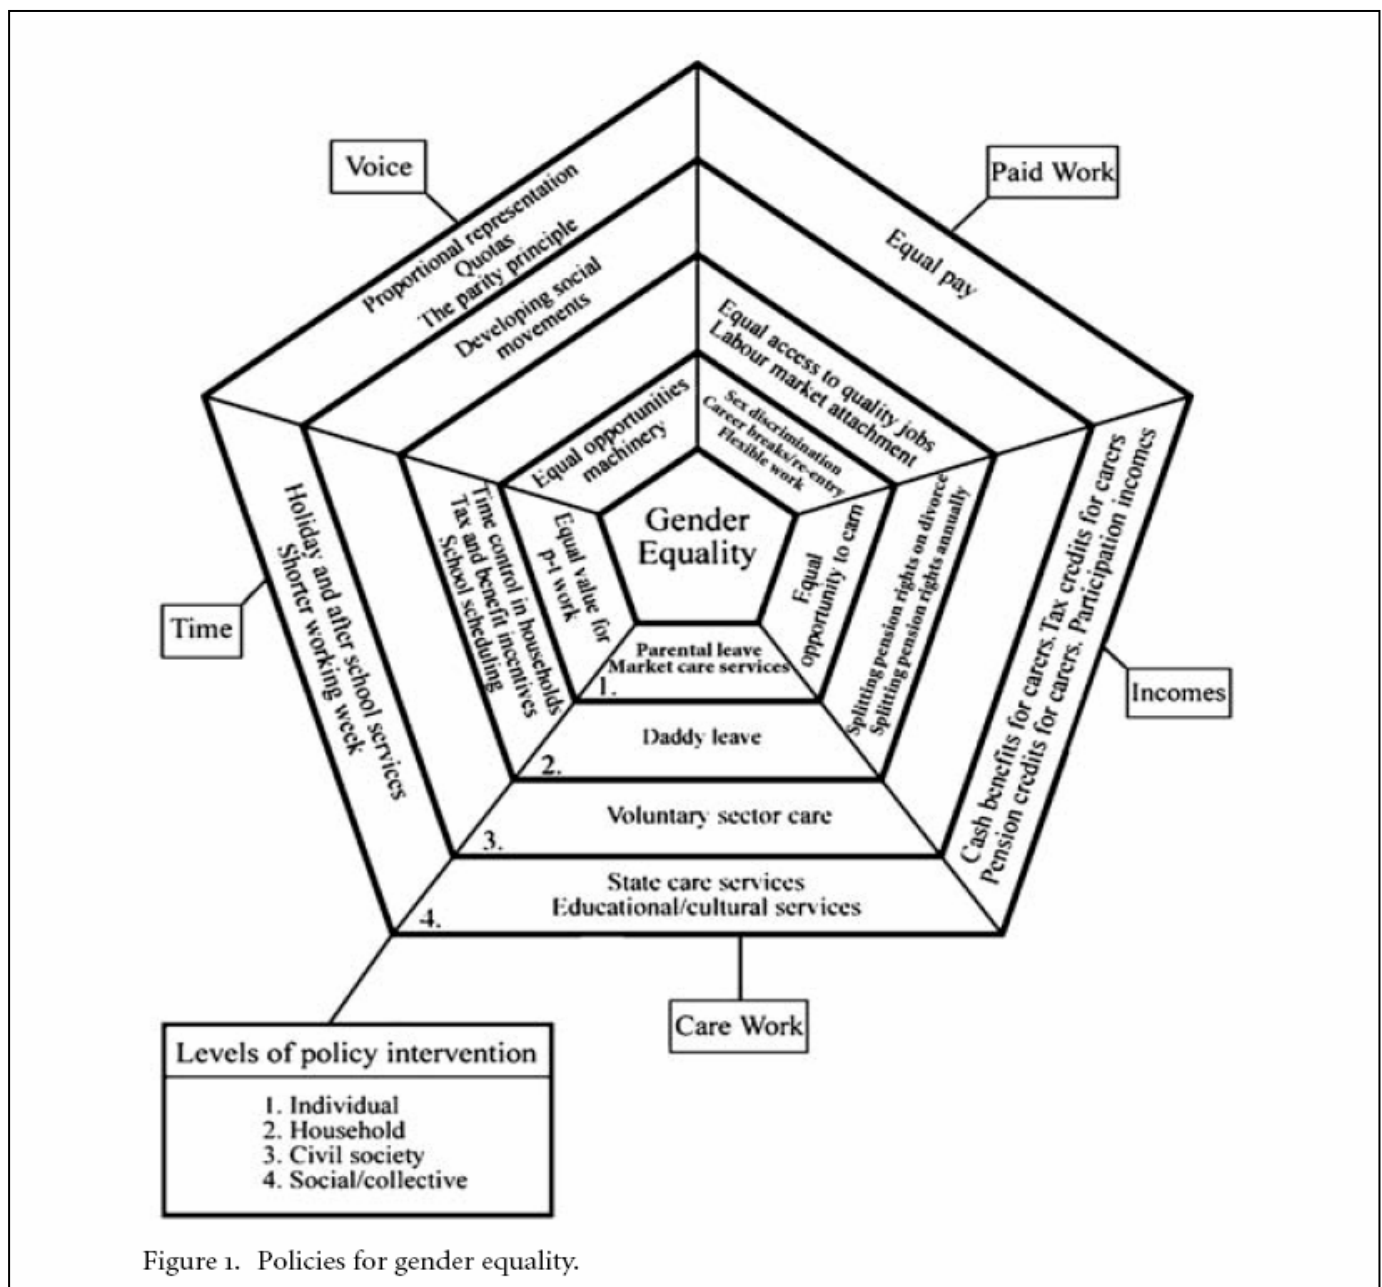 Voice
Paid Work
Proportional representation
Quotas
The parity principle
Developing social
movements
Equal opportunities
machinery
Equal pay
Equal access to quality jobs
Labour market attachment
Sex discrimination
Career breaks/re-entry
Flexible work
Gender
Equality
Time
Holiday and after school services
Shorter working week
Time control in households
Tax and benefit incentives
School scheduling
Equal value for
p-t work
Equal
opportunity to earn
Splitting pension rights on divorce
Splitting pension rights annually
Cash benefits for carers. Tax credits for carers
Pension credits for carers. Participation incomes
Incomes
Parental leave
Market care services
1.
Daddy leave
2.
Voluntary sector care
3.
State care services
Educational/cultural services
4.
Care Work
Levels of policy intervention
1. Individual
2. Household
3. Civil society
4. Social/collective
Figure 1. Policies for gender equality.